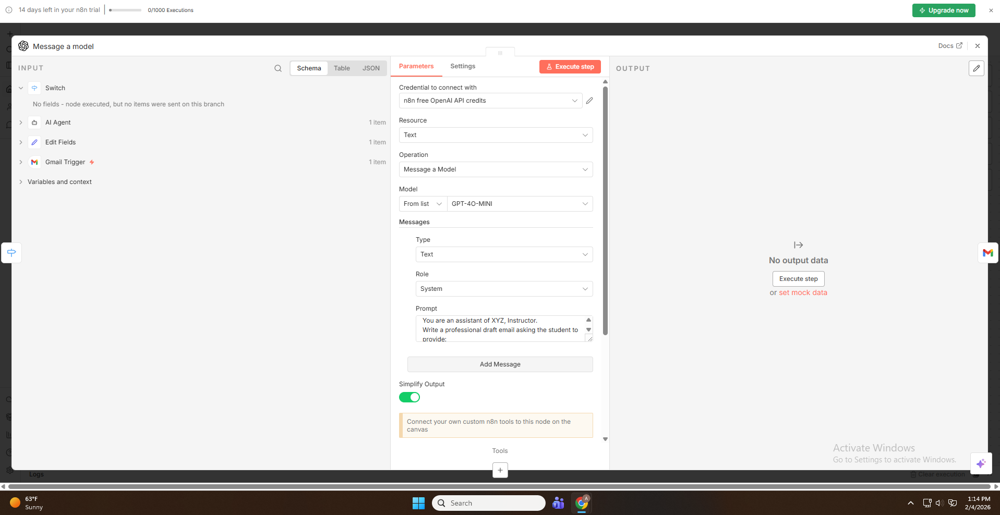 14 days left in your n8n trial
0/1000 Executions
Upgrade now
Message a model
Docs
INPUT
Schema
Table
JSON
Switch
No fields - node executed, but no items were sent on this branch
AI Agent
1 item
Edit Fields
1 item
Gmail Trigger
1 item
Variables and context
Parameters
Settings
Execute step
Credential to connect with
n8n free OpenAI API credits
Resource
Text
Operation
Message a Model
Model
From list
GPT-4O-MINI
Messages
Type
Text
Role
System
Prompt
You are an assistant of XYZ, Instructor.
Write a professional draft email asking the student to
provide:
Add Message
Simplify Output
Connect your own custom n8n tools to this node on the
canvas
Tools
OUTPUT
No output data
Execute step
or set mock data
Activate Windows
Go to Settings to activate Windows.
Logs
Clear execution
63°F
Sunny
Search
A
1:14 PM
2/4/2026